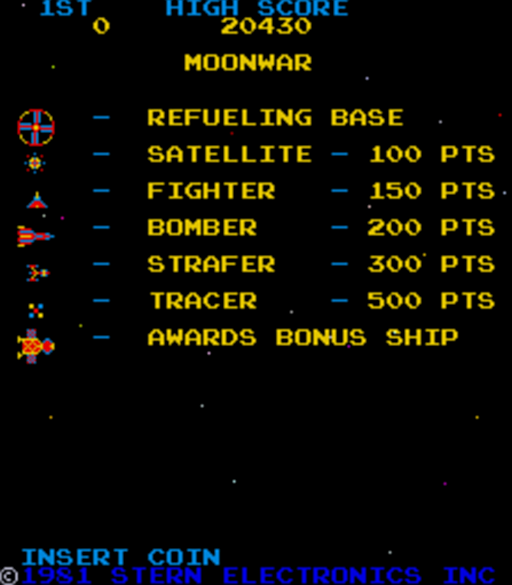 1ST HIGH SCORE
0 20430
MOONWAR
— REFUELING BASE
— SATELLITE — 100 PTS
— FIGHTER — 150 PTS
— BOMBER — 200 PTS
— STRAFER — 300 PTS
— TRACER — 500 PTS
— AWARDS BONUS SHIP
INSERT COIN
©1981 STERN ELECTRONICS INC